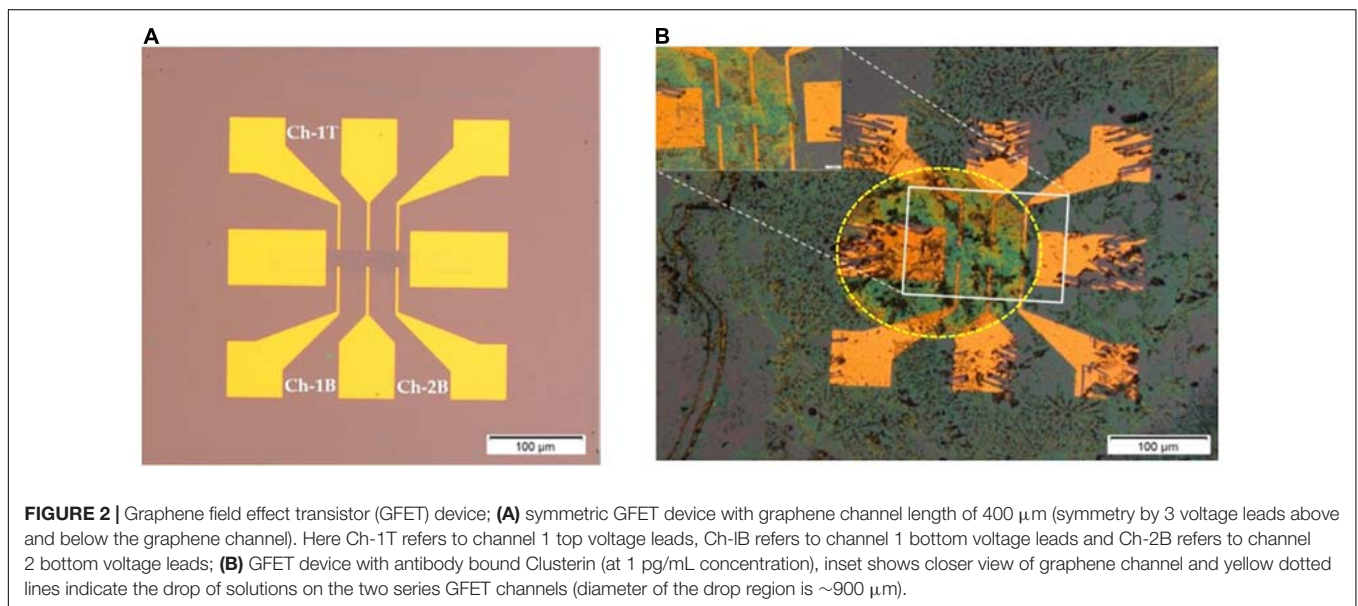 A
B
Ch-1T
Ch-1B
Ch-2B
100 μm
100 μm
FIGURE 2 | Graphene field effect transistor (GFET) device; (A) symmetric GFET device with graphene channel length of 400 μm (symmetry by 3 voltage leads above
and below the graphene channel). Here Ch-1T refers to channel 1 top voltage leads, Ch-IB refers to channel 1 bottom voltage leads and Ch-2B refers to channel
2 bottom voltage leads; (B) GFET device with antibody bound Clusterin (at 1 pg/mL concentration), inset shows closer view of graphene channel and yellow dotted
lines indicate the drop of solutions on the two series GFET channels (diameter of the drop region is ~900 μm).